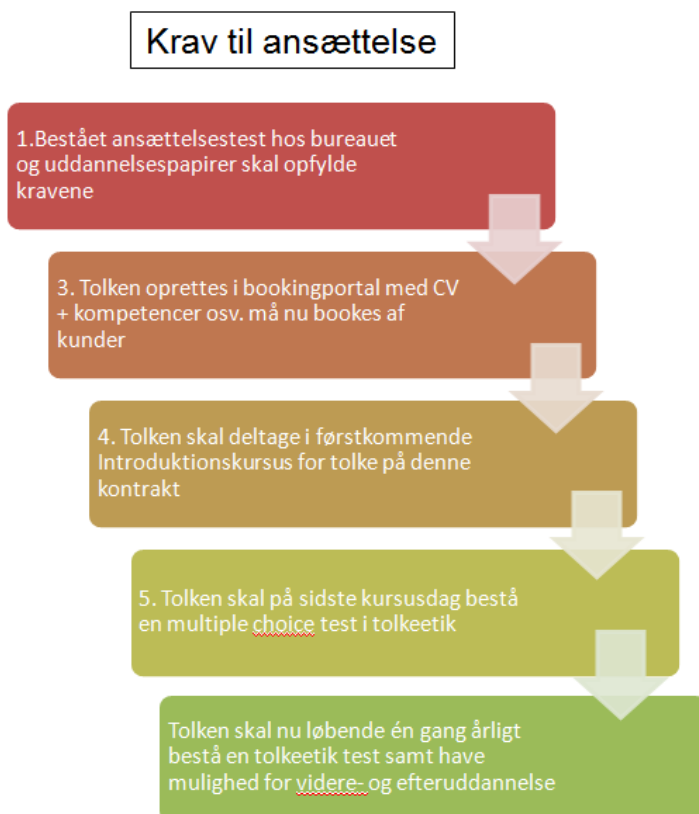 Krav til ansættelse
1.Bestået ansættelsestest hos bureauet
og uddannelsespapirer skal opfylde
kravene
3. Tolken oprettes i bookingportal med CV
+ kompetencer osv. må nu bookes af
kunder
4. Tolken skal deltage i førstkommende
Introduktionskursus for tolke på denne
kontrakt
5. Tolken skal på sidste kursusdag bestå
en multiple choice test i tolkeetik
Tolken skal nu løbende én gang årligt
bestå en tolkeetik test samt have
mulighed for videre- og efteruddannelse